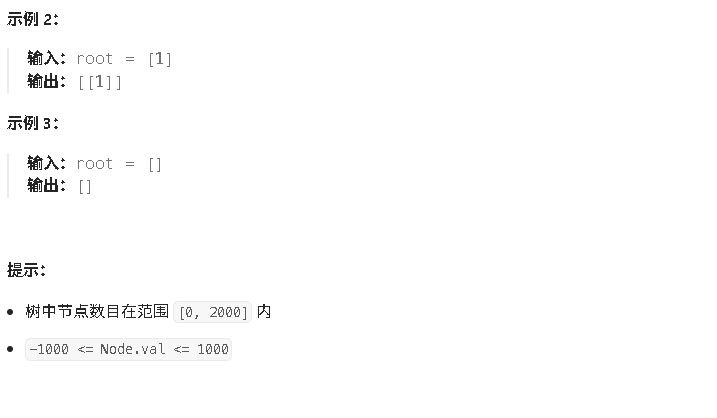 示例 2：
输入：root = [1]
输出：[[1]]
示例 3：
输入：root = []
输出：[]
提示：
树中节点数目在范围 [0, 2000] 内
-1000 <= Node.val <= 1000